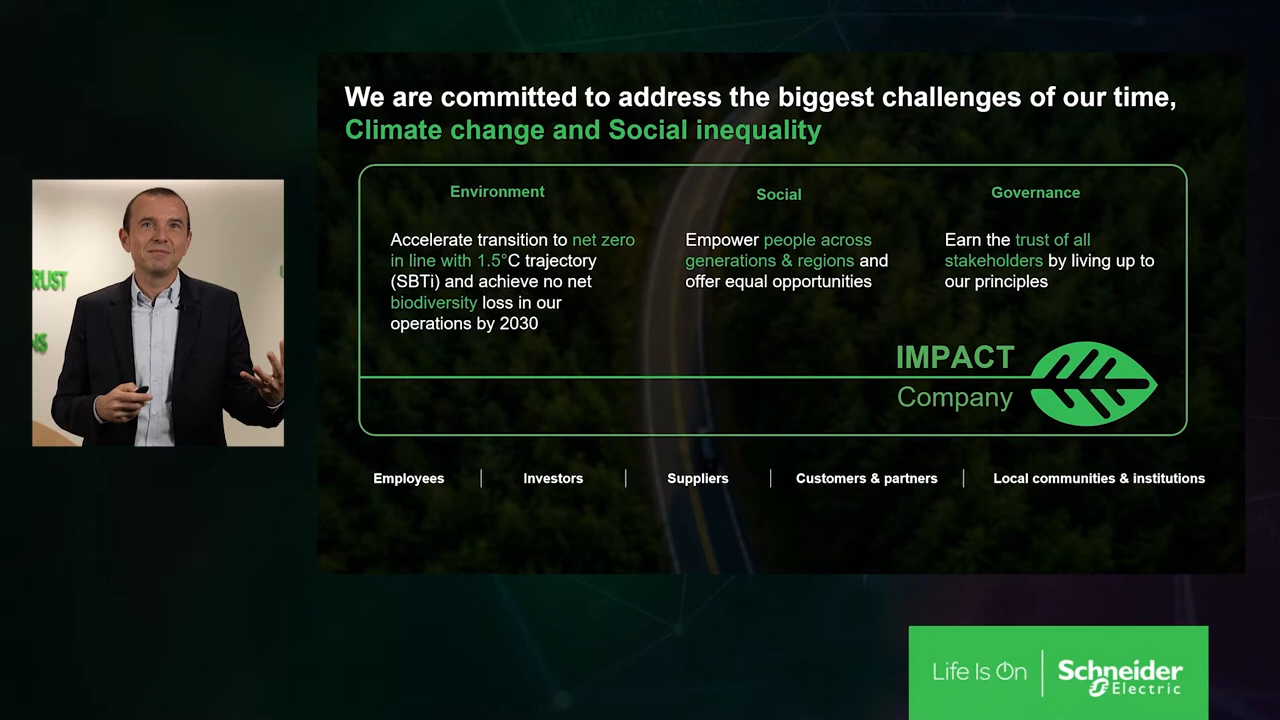 We are committed to address the biggest challenges of our time,
Climate change and Social inequality
Environment
Accelerate transition to net zero
in line with 1.5°C trajectory
(SBTi) and achieve no net
biodiversity loss in our
operations by 2030
Social
Empower people across
generations & regions and
offer equal opportunities
Governance
Earn the trust of all
stakeholders by living up to
our principles
IMPACT
Company
Employees
Investors
Suppliers
Customers & partners
Local communities & institutions
RUST
NS
Life Is On
Schneider
Electric